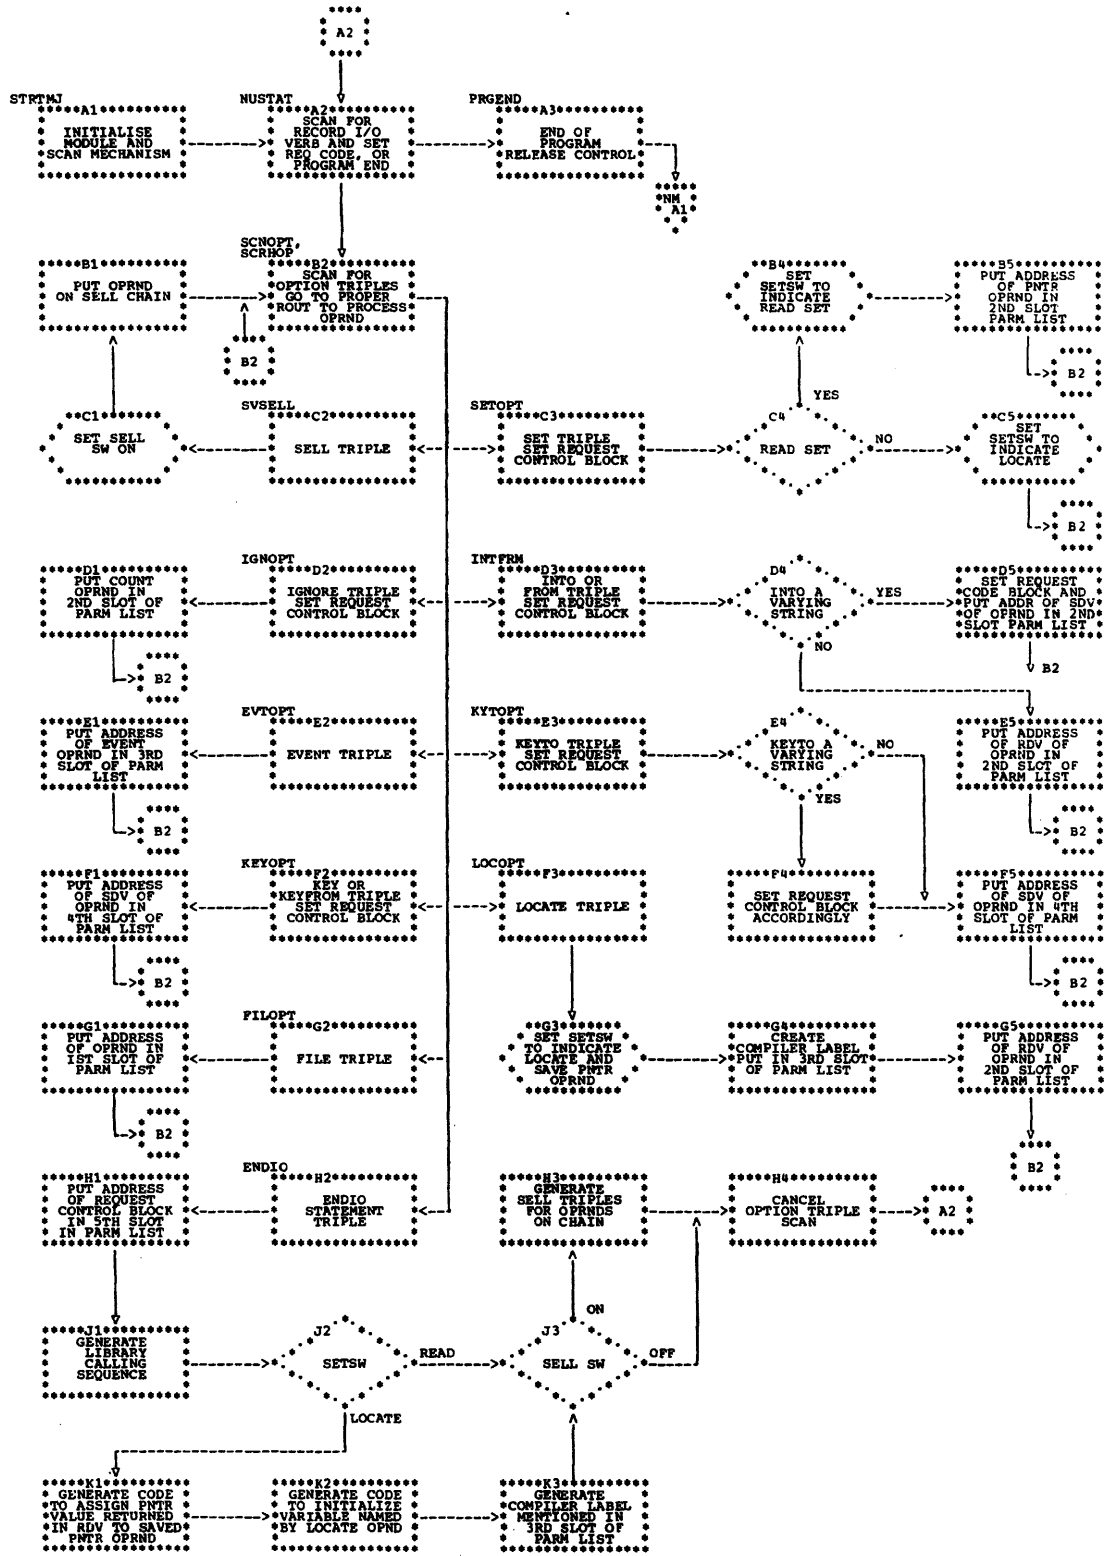 A2
STRTMJ
A1
INITIALISE
MODULE AND
SCAN MECHANISM
NUSTAT
A2
SCAN FOR
RECORD I/O
VERB AND SET
REQ CODE, OR
PROGRAM END
PRGEND
A3
END OF
PROGRAM
RELEASE CONTROL
NM
A1
B1
PUT OPRND
ON SELL CHAIN
SCNOPT,
SCRHOP
B2
SCAN FOR
OPTION TRIPLES
GO TO PROPER
ROUT TO PROCESS
OPRND
B2
B4
SET
SETSW TO
INDICATE
READ SET
B5
PUT ADDRESS
OF PNTR
OPRND IN
2ND SLOT
PARM LIST
B2
C1
SET SELL
SW ON
SVSELL
C2
SELL TRIPLE
SETOPT
C3
SET TRIPLE
SET REQUEST
CONTROL BLOCK
YES
C4
READ SET
NO
C5
SET
SETSW TO
INDICATE
LOCATE
B2
D1
PUT COUNT
OPRND IN
2ND SLOT OF
PARM LIST
B2
IGNOPT
D2
IGNORE TRIPLE
SET REQUEST
CONTROL BLOCK
INTFRM
D3
INTO OR
FROM TRIPLE
SET REQUEST
CONTROL BLOCK
D4
INTO A
VARYING
STRING
YES
NO
D5
SET REQUEST
CODE BLOCK AND
PUT ADDR OF SDV
OF OPRND IN 2ND
SLOT PARM LIST
B2
E1
PUT ADDRESS
OF EVENT
OPRND IN 3RD
SLOT OF PARM
LIST
B2
EVTOPT
E2
EVENT TRIPLE
KYTOPT
E3
KEYTO TRIPLE
SET REQUEST
CONTROL BLOCK
E4
KEYTO A
VARYING
STRING
NO
YES
E5
PUT ADDRESS
OF RDV OF
OPRND IN
2ND SLOT OF
PARM LIST
B2
F1
PUT ADDRESS
OF SDV OF
OPRND IN
4TH SLOT OF
PARM LIST
B2
KEYOPT
F2
KEY OR
KEYFROM TRIPLE
SET REQUEST
CONTROL BLOCK
LOCOPT
F3
LOCATE TRIPLE
F4
SET REQUEST
CONTROL BLOCK
ACCORDINGLY
F5
PUT ADDRESS
OF SDV OF
OPRND IN 4TH
SLOT OF PARM
LIST
B2
G1
PUT ADDRESS
OF OPRND IN
1ST SLOT OF
PARM LIST
B2
FILOPT
G2
FILE TRIPLE
G3
SET SETSW
TO INDICATE
LOCATE AND
SAVE PNTR
OPRND
G4
CREATE
COMPILER LABEL
PUT IN 3RD SLOT
OF PARM LIST
G5
PUT ADDRESS
OF RDV OF
OPRND IN
2ND SLOT OF
PARM LIST
B2
H1
PUT ADDRESS
OF REQUEST
CONTROL BLOCK
IN 5TH SLOT
IN PARM LIST
ENDIO
H2
ENDIO
STATEMENT
TRIPLE
H3
GENERATE
SELL TRIPLES
FOR OPRNDS
ON CHAIN
H4
CANCEL
OPTION TRIPLE
SCAN
A2
J1
GENERATE
LIBRARY
CALLING
SEQUENCE
J2
SETSW
READ
LOCATE
ON
J3
SELL SW
OFF
K1
GENERATE CODE
TO ASSIGN PNTR
VALUE RETURNED
IN RDV TO SAVED
PNTR OPRND
K2
GENERATE CODE
TO INITIALIZE
VARIABLE NAMED
BY LOCATE OPND
K3
GENERATE
COMPILER LABEL
MENTIONED IN
3RD SLOT OF
PARM LIST